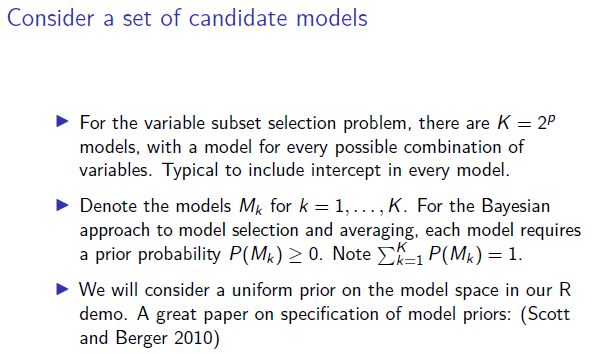 Consider a set of candidate models
▶ For the variable subset selection problem, there are K = 2^p
models, with a model for every possible combination of
variables. Typical to include intercept in every model.
▶ Denote the models M_k for k = 1, . . . , K. For the Bayesian
approach to model selection and averaging, each model requires
a prior probability P(M_k) ≥ 0. Note ∑_{k=1}^K P(M_k) = 1.
▶ We will consider a uniform prior on the model space in our R
demo. A great paper on specification of model priors: (Scott
and Berger 2010)